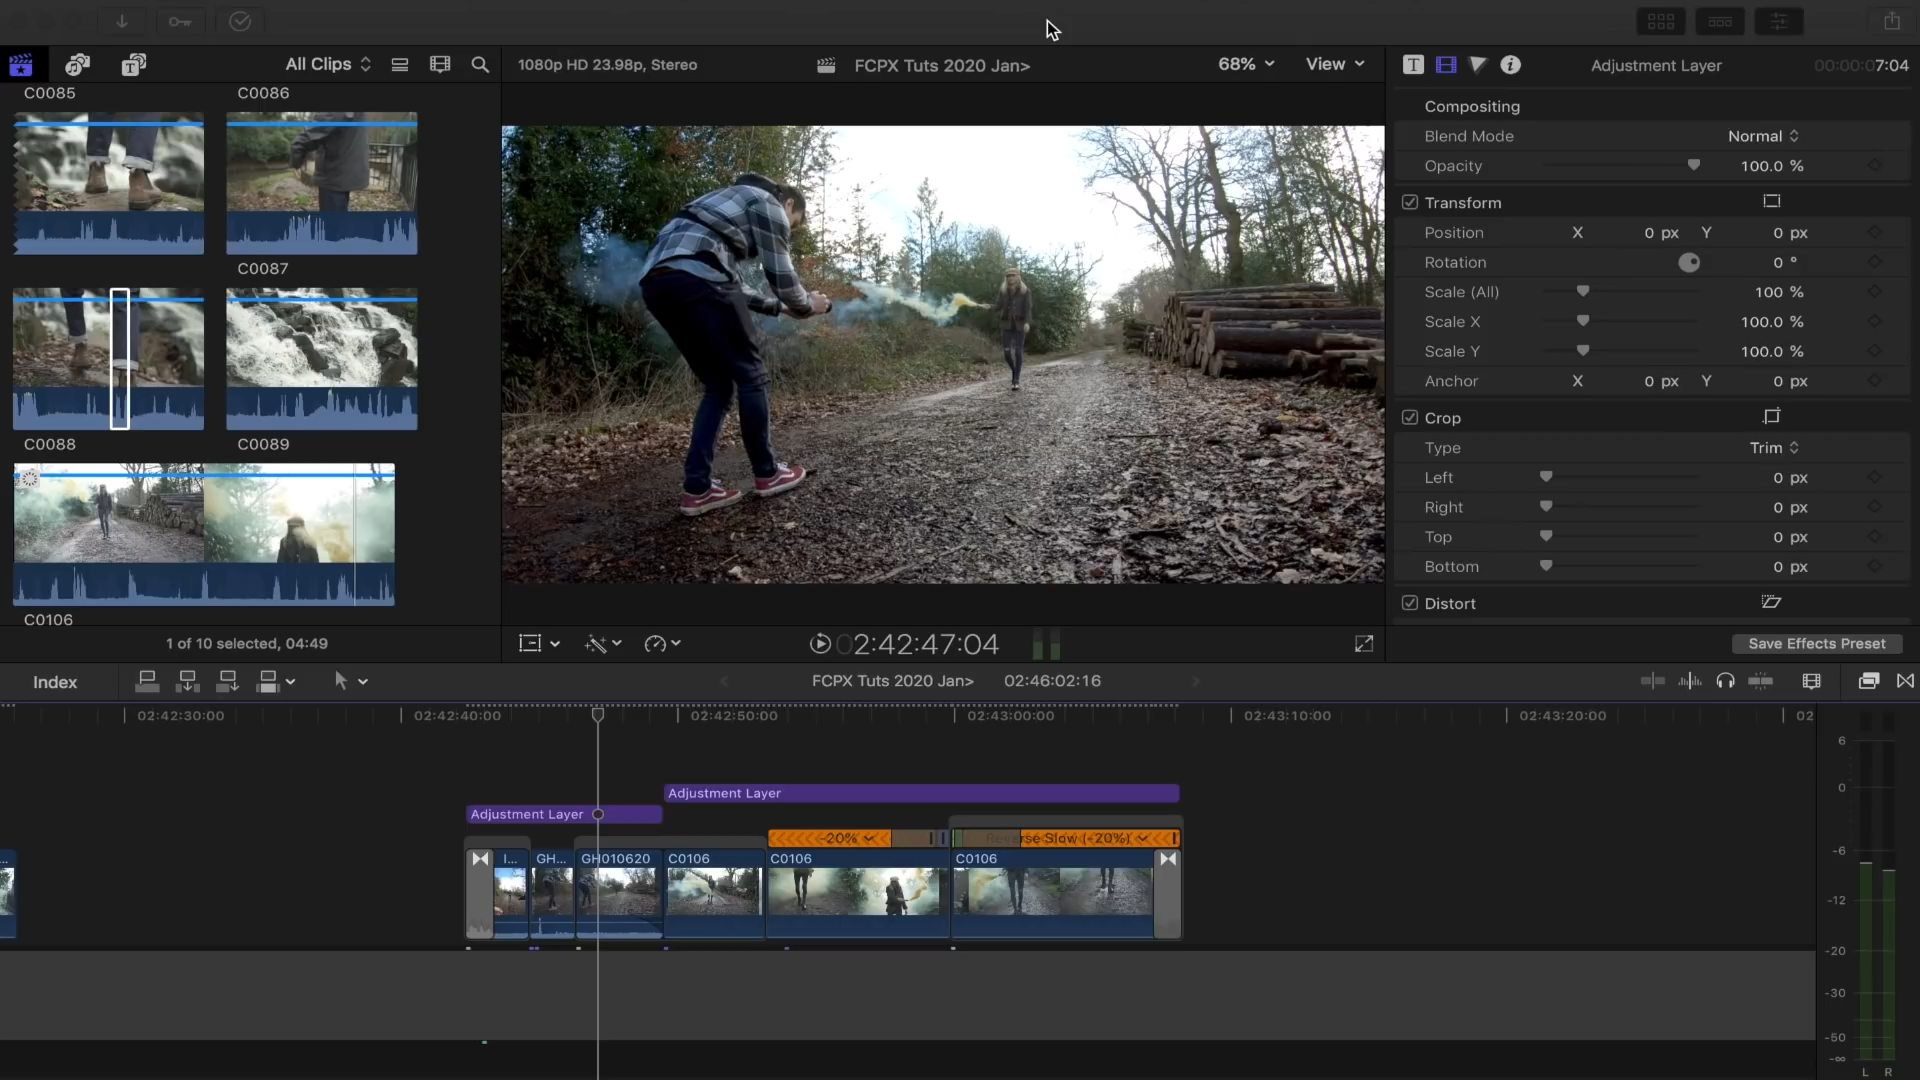 All Clips
1080p HD 23.98p, Stereo
FCPX Tuts 2020 Jan>
68%
View
Adjustment Layer
00:00:07:04
C0085
C0086
C0087
C0088
C0089
C0106
1 of 10 selected, 04:49
Compositing
Blend Mode
Normal
Opacity
100.0 %
Transform
Position
X
0 px
Y
0 px
Rotation
0 °
Scale (All)
100 %
Scale X
100.0 %
Scale Y
100.0 %
Anchor
X
0 px
Y
0 px
Crop
Type
Trim
Left
0 px
Right
0 px
Top
0 px
Bottom
0 px
Distort
Save Effects Preset
02:42:47:04
Index
FCPX Tuts 2020 Jan>
02:46:02:16
02:42:30:00
02:42:40:00
02:42:50:00
02:43:00:00
02:43:10:00
02:43:20:00
02
Adjustment Layer
Adjustment Layer
-20%
Reverse Slow (-20%)
I...
GH...
GH010620
C0106
C0106
C0106
6
0
-6
-12
-20
-30
-50
-∞
L R